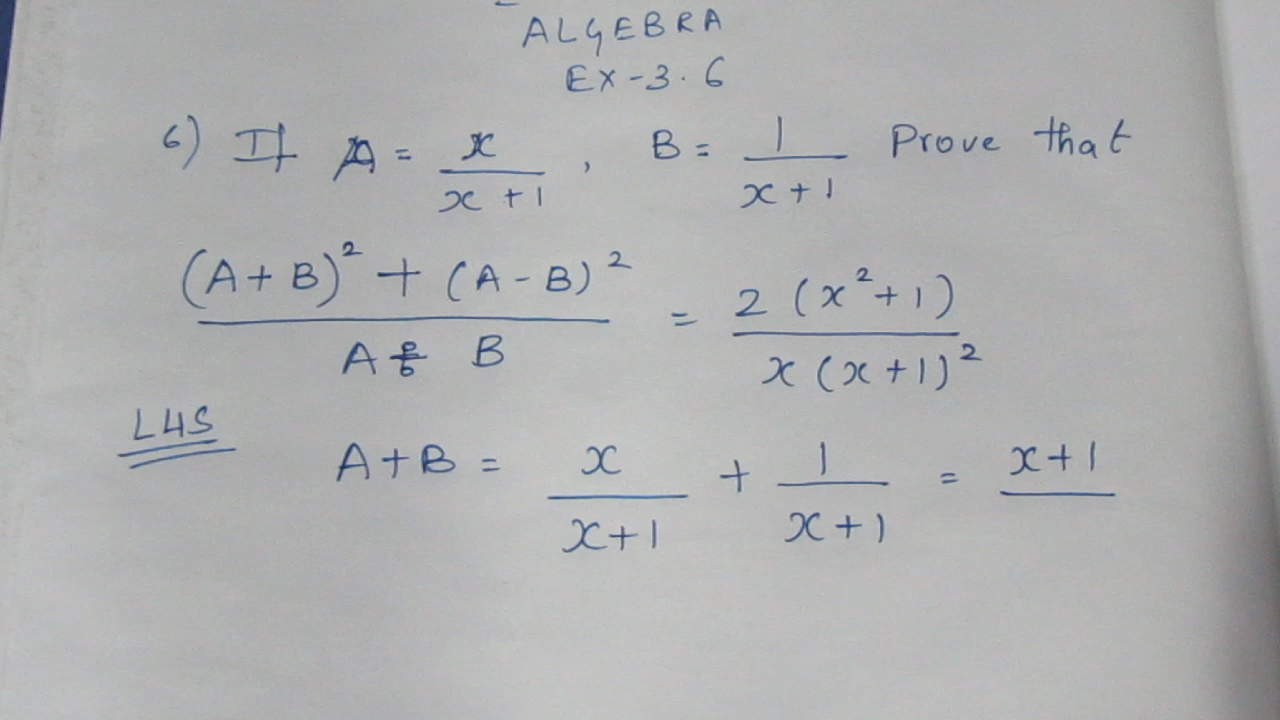 ALGEBRA
EX-3.6
6) If A = x/(x+1), B = 1/(x+1) Prove that
((A+B)² + (A-B)²)/(A ÷ B) = 2(x²+1)/(x(x+1)²)
LHS
A+B = x/(x+1) + 1/(x+1) = x+1